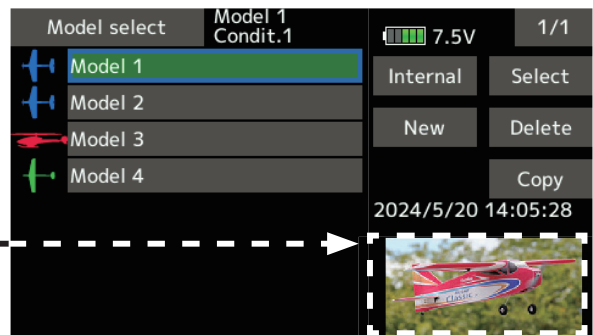 Model select
Model 1
Condit.1
7.5V
1/1
Model 1
Model 2
Model 3
Model 4
Internal
Select
New
Delete
Copy
2024/5/20 14:05:28
Classic